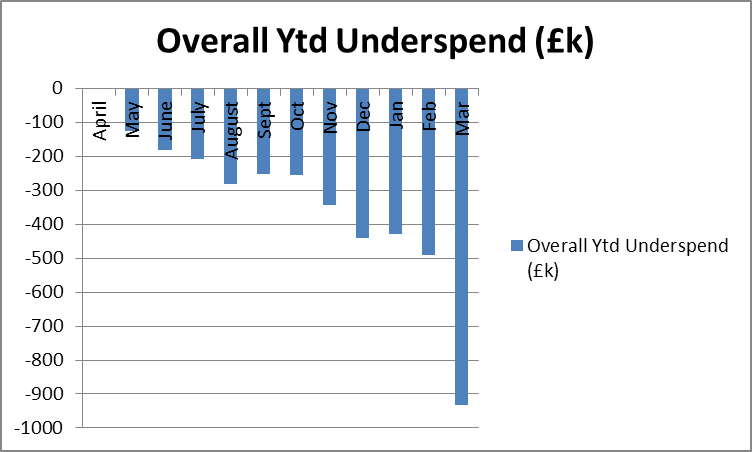 Overall Ytd Underspend (£k)
0
-100
-200
-300
-400
-500
-600
-700
-800
-900
-1000
April
May
June
July
August
Sept
Oct
Nov
Dec
Jan
Feb
Mar
Overall Ytd Underspend
(£k)